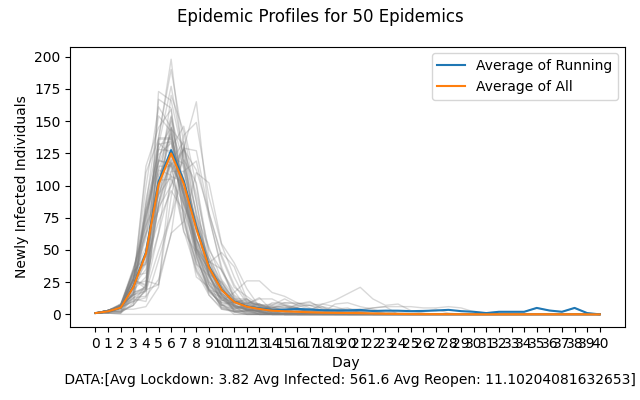 Epidemic Profiles for 50 Epidemics
Average of Running
Average of All
Newly Infected Individuals
200
175
150
125
100
75
50
25
0
0 1 2 3 4 5 6 7 8 9 10 11 12 13 14 15 16 17 18 19 20 21 22 23 24 25 26 27 28 29 30 31 32 33 34 35 36 37 38 39 40
Day
DATA:[Avg Lockdown: 3.82 Avg Infected: 561.6 Avg Reopen: 11.10204081632653]